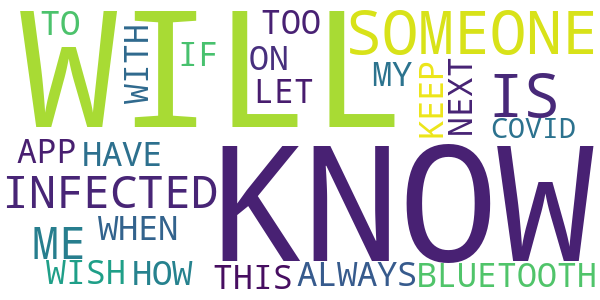 WILL
TO
WITH
IF
TOO
ON
LET
SOMEONE
MY
KEEP
NEXT
IS
COVID
APP
HAVE
KNOW
INFECTED
ME
WHEN
WISH
HOW
THIS
ALWAYS
BLUETOOTH